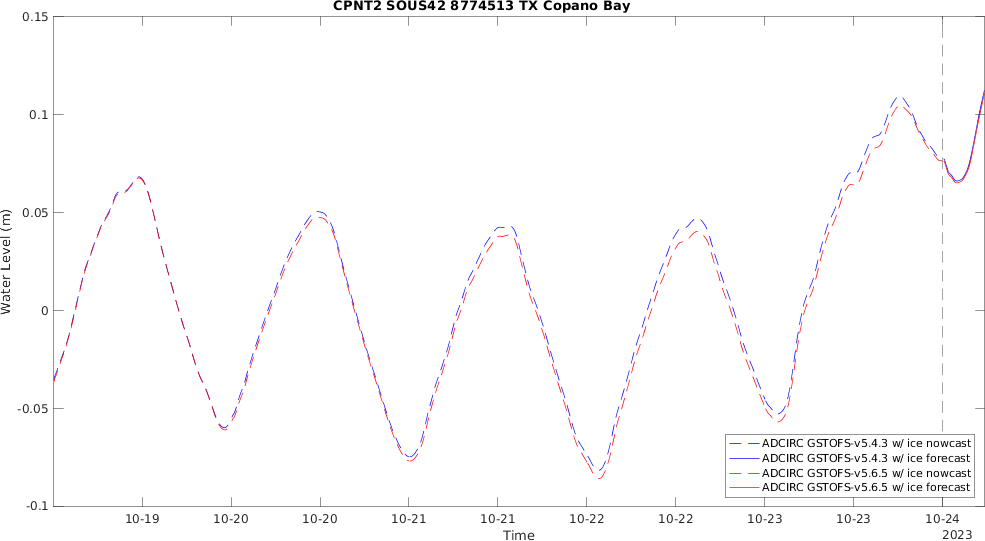 CPNT2 SOUS42 8774513 TX Copano Bay
0.15
0.1
0.05
0
-0.05
-0.1
Water Level (m)
ADCIRC GSTOFS-v5.4.3 w/ ice nowcast
ADCIRC GSTOFS-v5.4.3 w/ ice forecast
ADCIRC GSTOFS-v5.6.5 w/ ice nowcast
ADCIRC GSTOFS-v5.6.5 w/ ice forecast
10-19 10-20 10-20 10-21 10-21 10-22 10-22 10-23 10-23 10-24
2023
Time